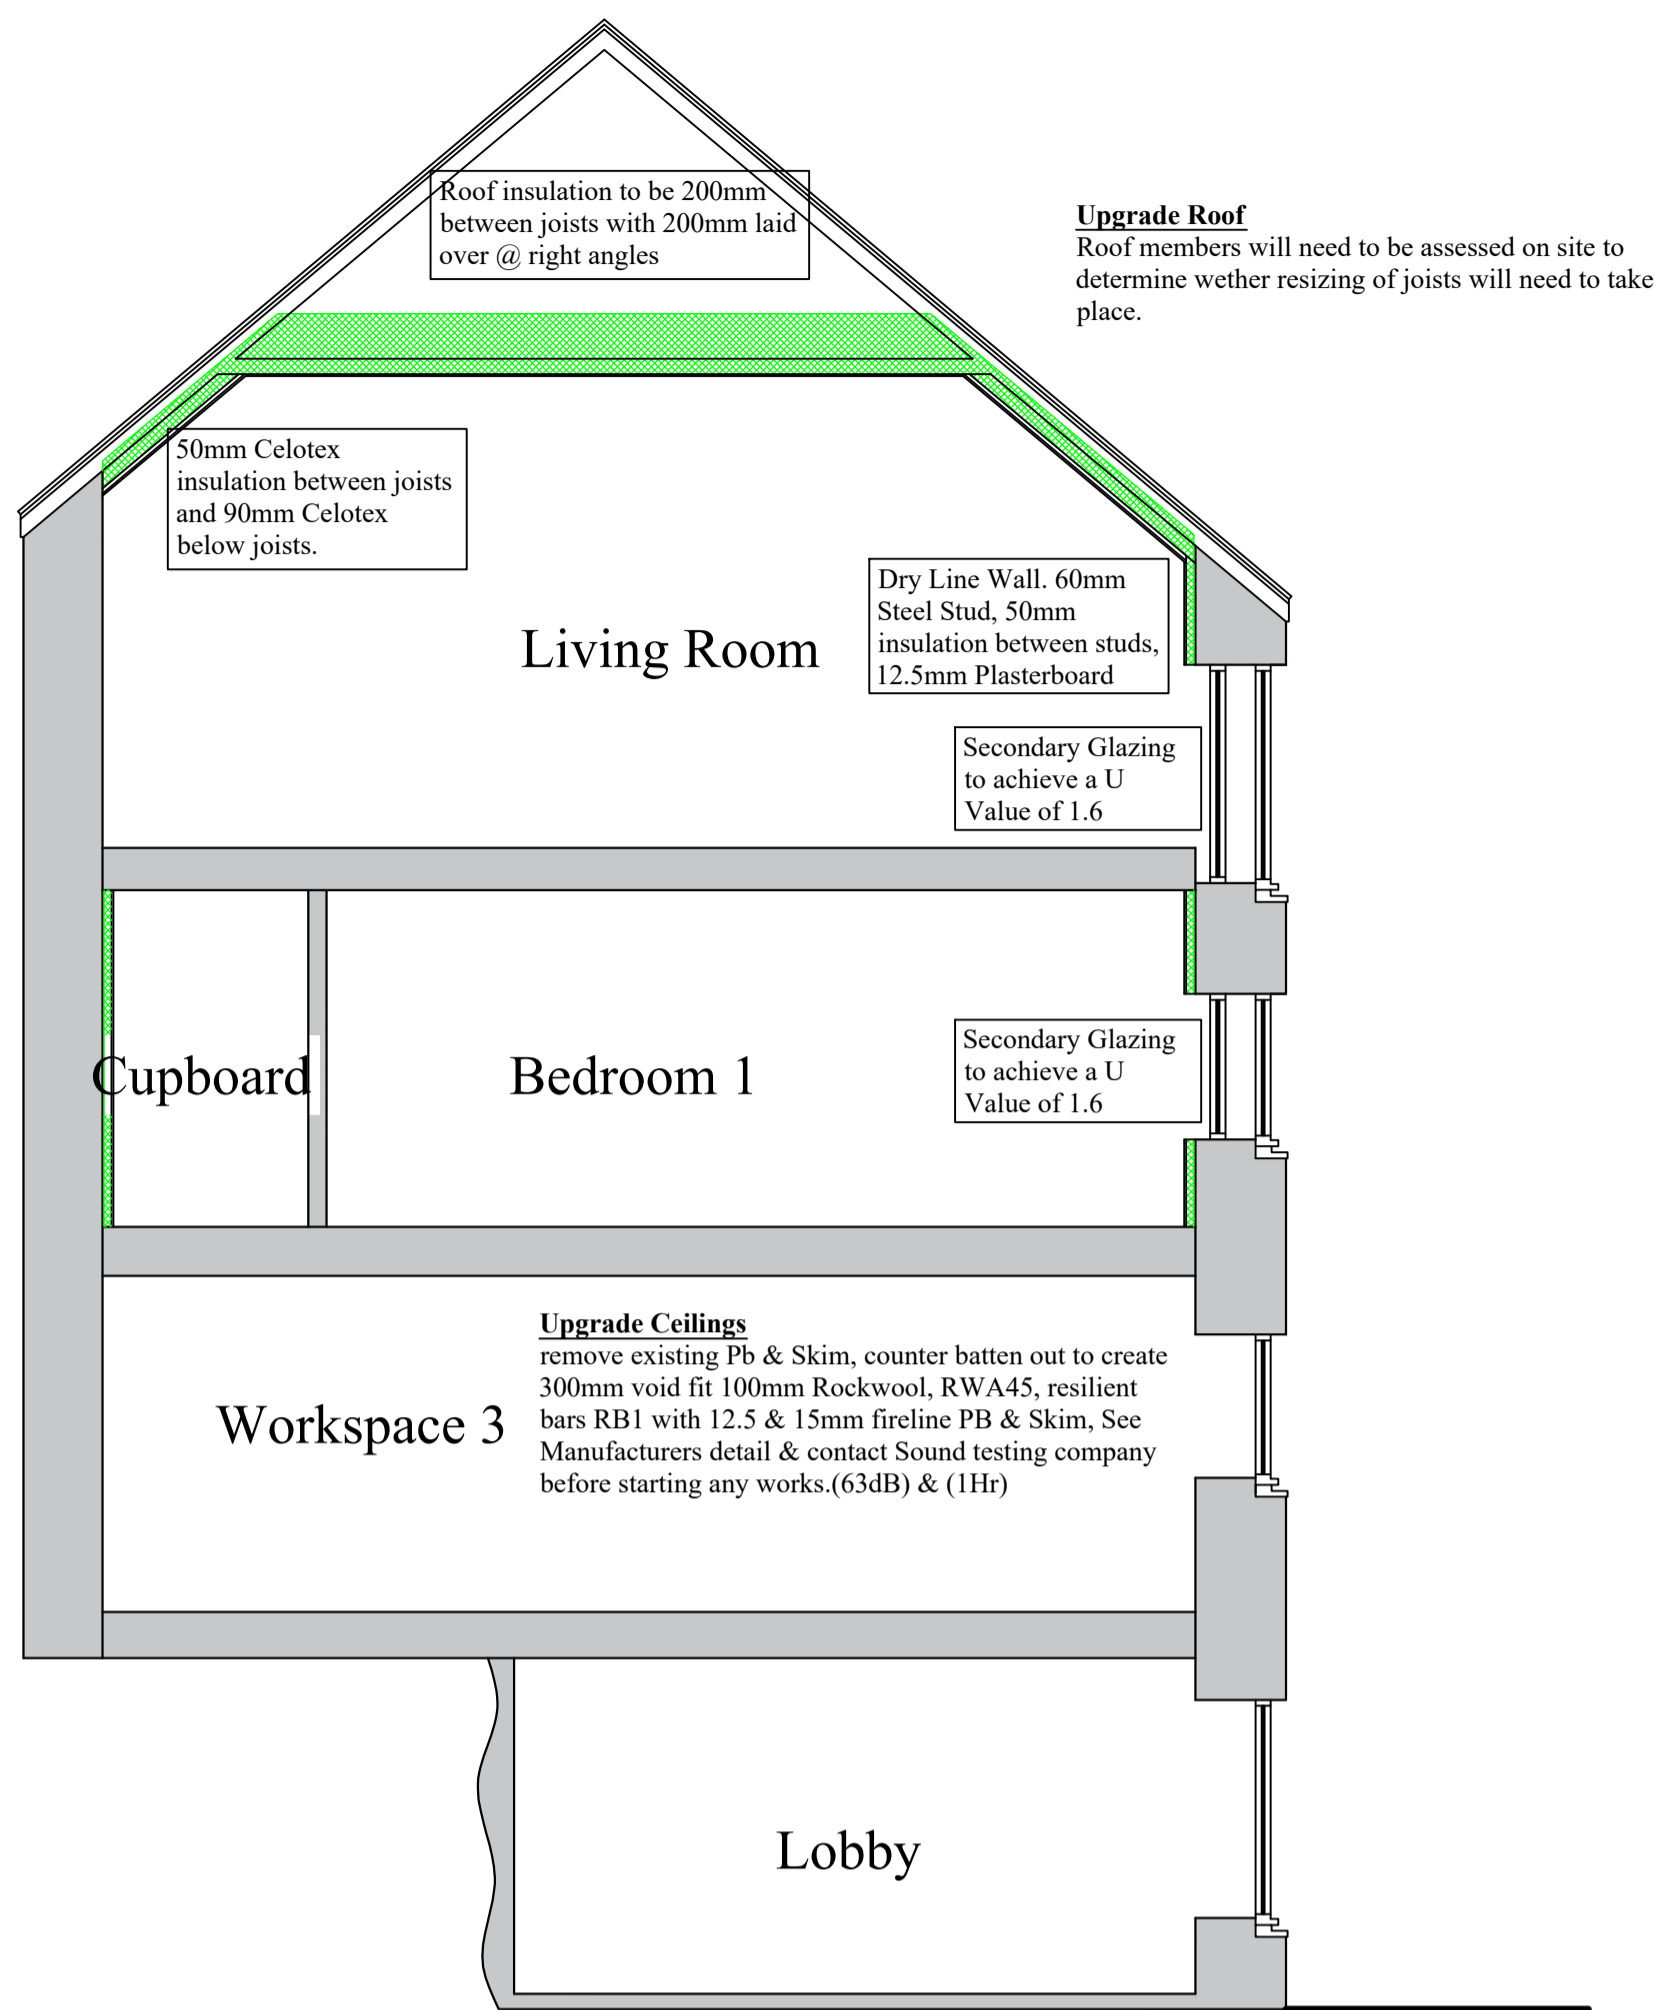 Roof insulation to be 200mm
between joists with 200mm laid
over @ right angles
Upgrade Roof
Roof members will need to be assessed on site to
determine wether resizing of joists will need to take
place.
50mm Celotex
insulation between joists
and 90mm Celotex
below joists.
Dry Line Wall. 60mm
Steel Stud, 50mm
insulation between studs,
12.5mm Plasterboard
Living Room
Secondary Glazing
to achieve a U
Value of 1.6
Cupboard
Bedroom 1
Secondary Glazing
to achieve a U
Value of 1.6
Workspace 3
Upgrade Ceilings
remove existing Pb & Skim, counter batten out to create
300mm void fit 100mm Rockwool, RWA45, resilient
bars RB1 with 12.5 & 15mm fireline PB & Skim, See
Manufacturers detail & contact Sound testing company
before starting any works.(63dB) & (1Hr)
Lobby